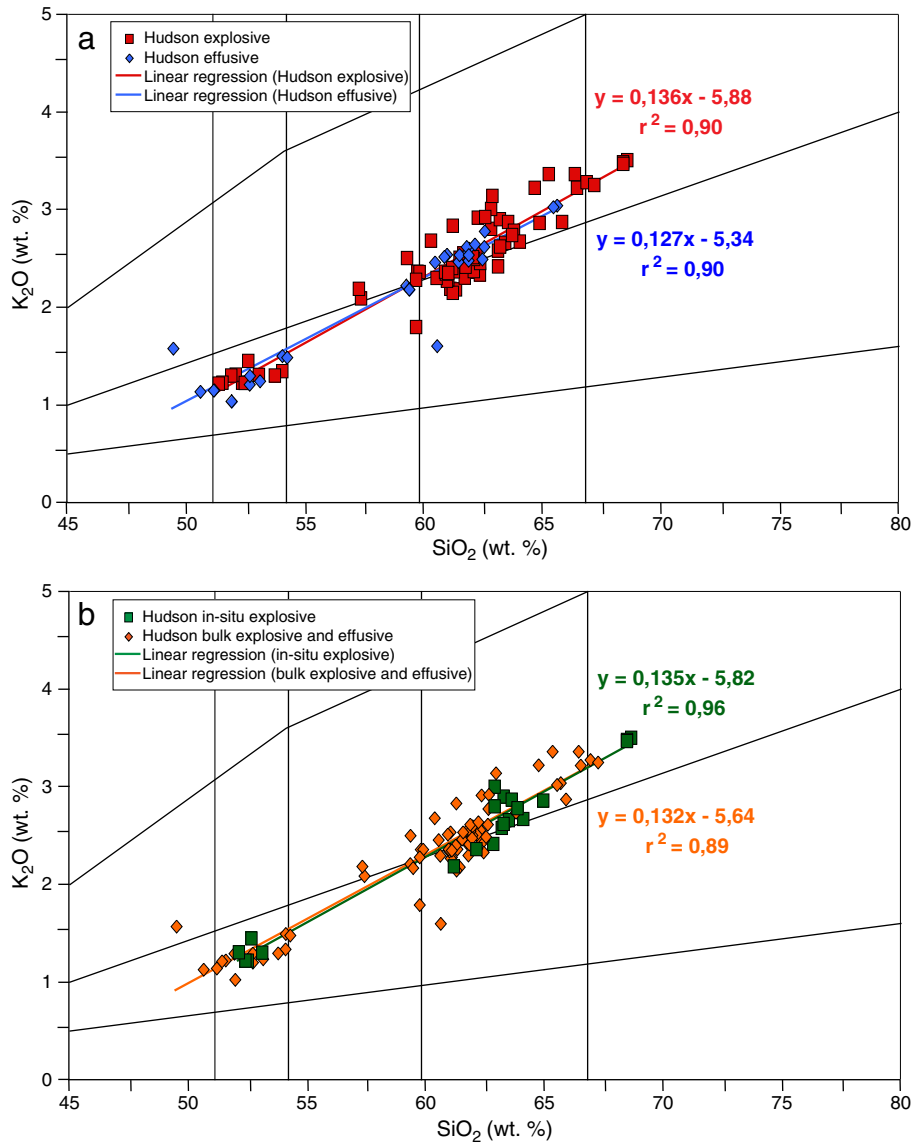 a
Hudson explosive
Hudson effusive
Linear regression (Hudson explosive)
Linear regression (Hudson effusive)
y = 0,136x - 5,88
r² = 0,90
y = 0,127x - 5,34
r² = 0,90
5
4
3
2
1
0
K₂O (wt. %)
45 50 55 60 65 70 75 80
SiO₂ (wt. %)
b
Hudson in-situ explosive
Hudson bulk explosive and effusive
Linear regression (in-situ explosive)
Linear regression (bulk explosive and effusive)
y = 0,135x - 5,82
r² = 0,96
y = 0,132x - 5,64
r² = 0,89
5
4
3
2
1
0
K₂O (wt. %)
45 50 55 60 65 70 75 80
SiO₂ (wt. %)